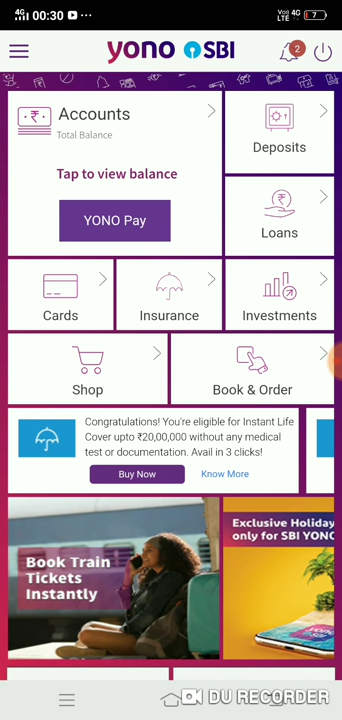 4G 00:30
Voo) 4G LTE 7
yono SBI
2
Accounts
Total Balance
Tap to view balance
YONO Pay
Deposits
Loans
Cards
Insurance
Investments
Shop
Book & Order
Congratulations! You're eligible for Instant Life
Cover upto ₹20,00,000 without any medical
test or documentation. Avail in 3 clicks!
Buy Now
Know More
Book Train
Tickets
Instantly
Exclusive Holiday
only for SBI YONO
DU RECORDER